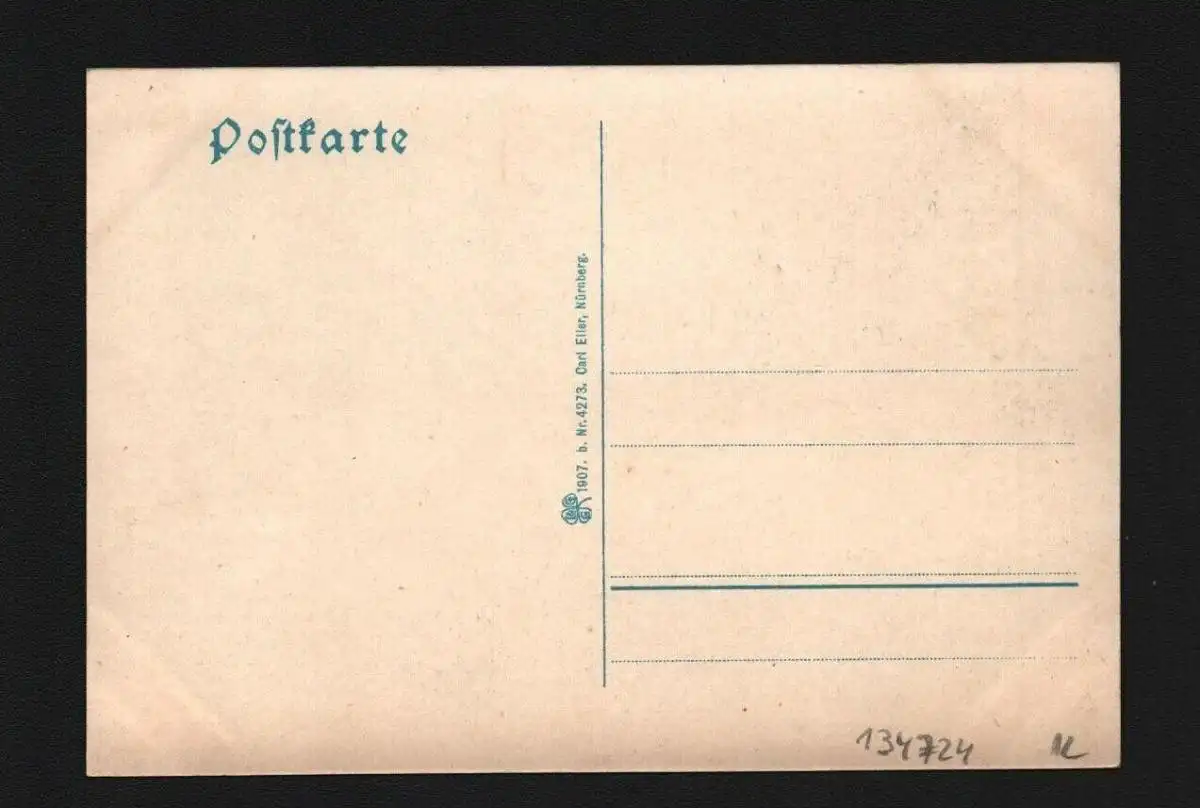 Poſtkarte
1907. b. Nr. 4273. Carl Eller, Nürnberg.
134724